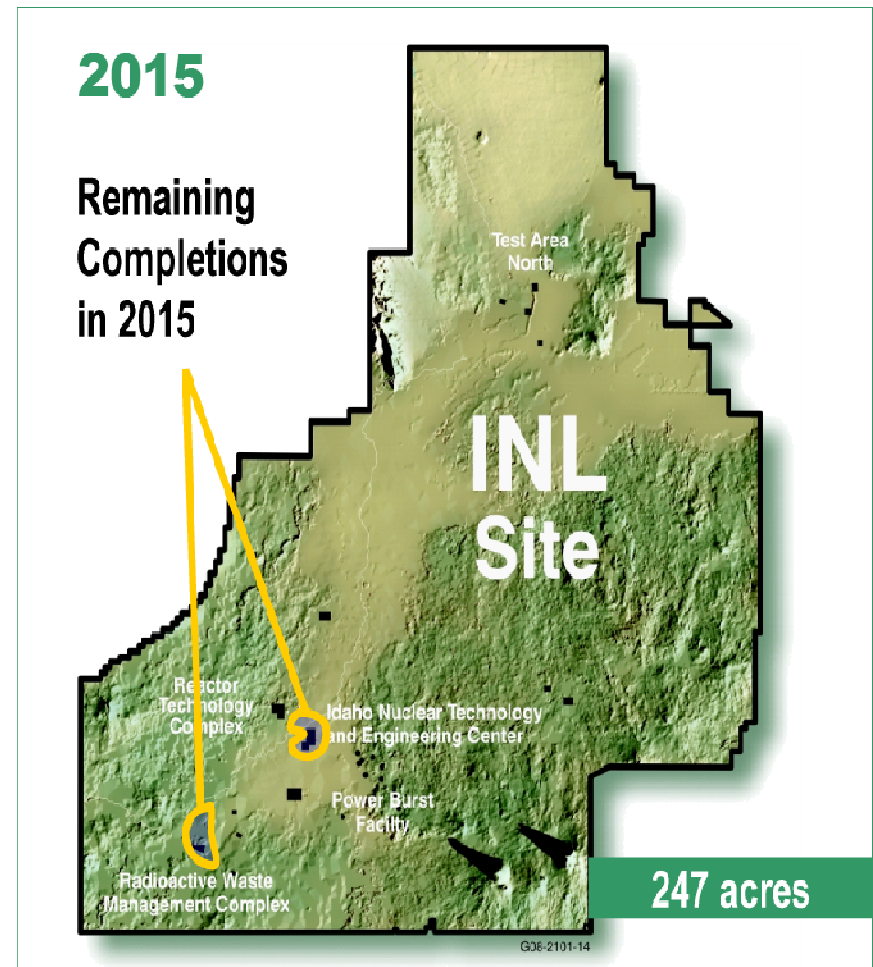 2015
Remaining
Completions
in 2015
Test Area
North
INL
Site
Reactor
Technology
Complex
Idaho Nuclear Technology
and Engineering Center
Power Burst
Facilty
Radioactive Waste
Management Complex
247 acres
G08-2101-14